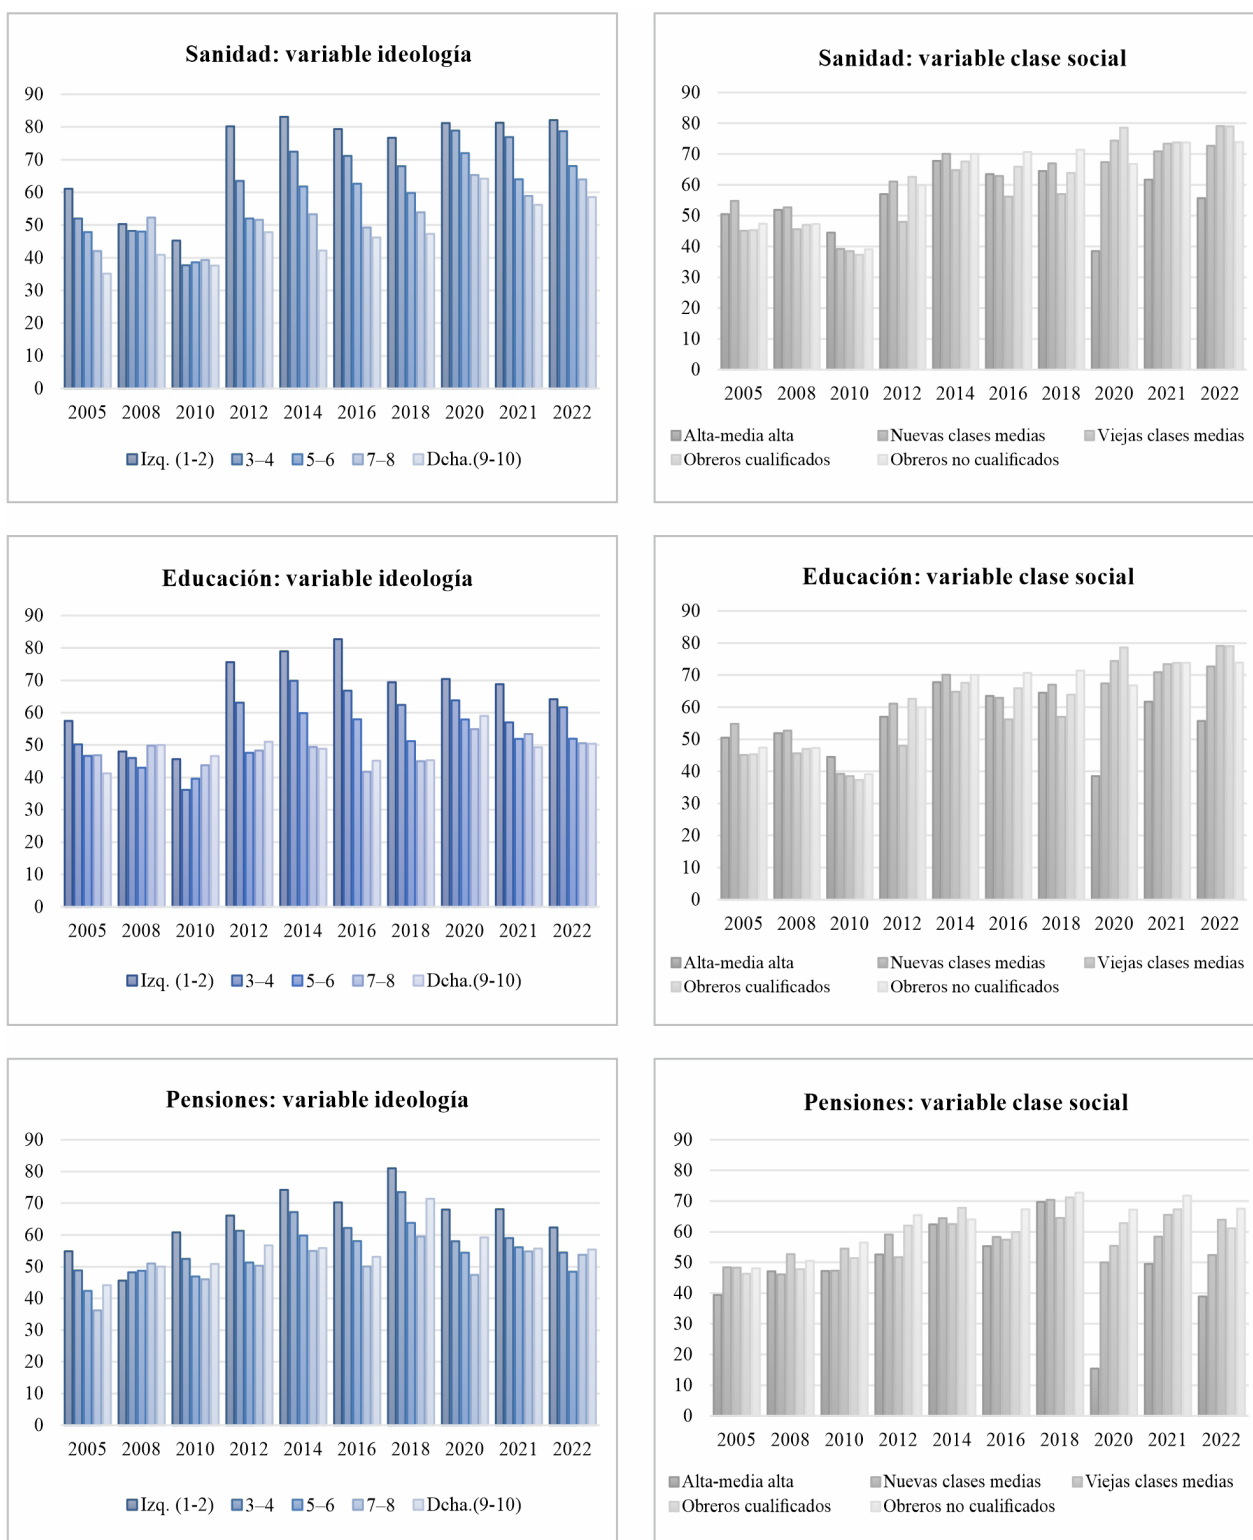 Sanidad: variable ideología
90
80
70
60
50
40
30
20
10
0
2005 2008 2010 2012 2014 2016 2018 2020 2021 2022
Izq. (1-2) 3–4 5–6 7–8 Dcha.(9-10)
Sanidad: variable clase social
90
80
70
60
50
40
30
20
10
0
2005 2008 2010 2012 2014 2016 2018 2020 2021 2022
Alta-media alta Nuevas clases medias Viejas clases medias
Obreros cualificados Obreros no cualificados
Educación: variable ideología
90
80
70
60
50
40
30
20
10
0
2005 2008 2010 2012 2014 2016 2018 2020 2021 2022
Izq. (1-2) 3–4 5–6 7–8 Dcha.(9-10)
Educación: variable clase social
90
80
70
60
50
40
30
20
10
0
2005 2008 2010 2012 2014 2016 2018 2020 2021 2022
Alta-media alta Nuevas clases medias Viejas clases medias
Obreros cualificados Obreros no cualificados
Pensiones: variable ideología
90
80
70
60
50
40
30
20
10
0
2005 2008 2010 2012 2014 2016 2018 2020 2021 2022
Izq. (1-2) 3–4 5–6 7–8 Dcha.(9-10)
Pensiones: variable clase social
90
80
70
60
50
40
30
20
10
0
2005 2008 2010 2012 2014 2016 2018 2020 2021 2022
Alta-media alta Nuevas clases medias Viejas clases medias
Obreros cualificados Obreros no cualificados